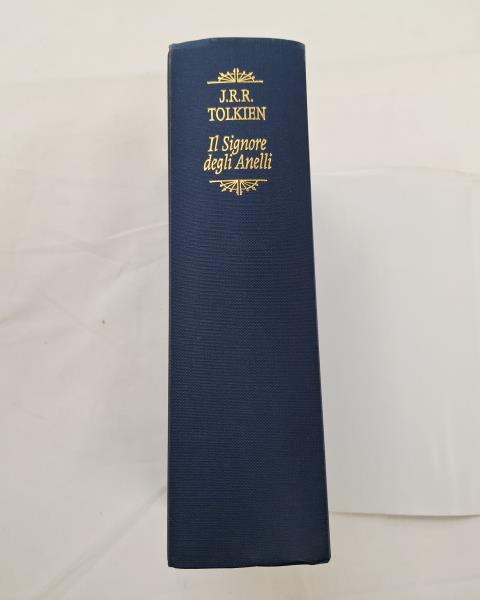 J.R.R.
TOLKIEN
Il Signore
degli Anelli